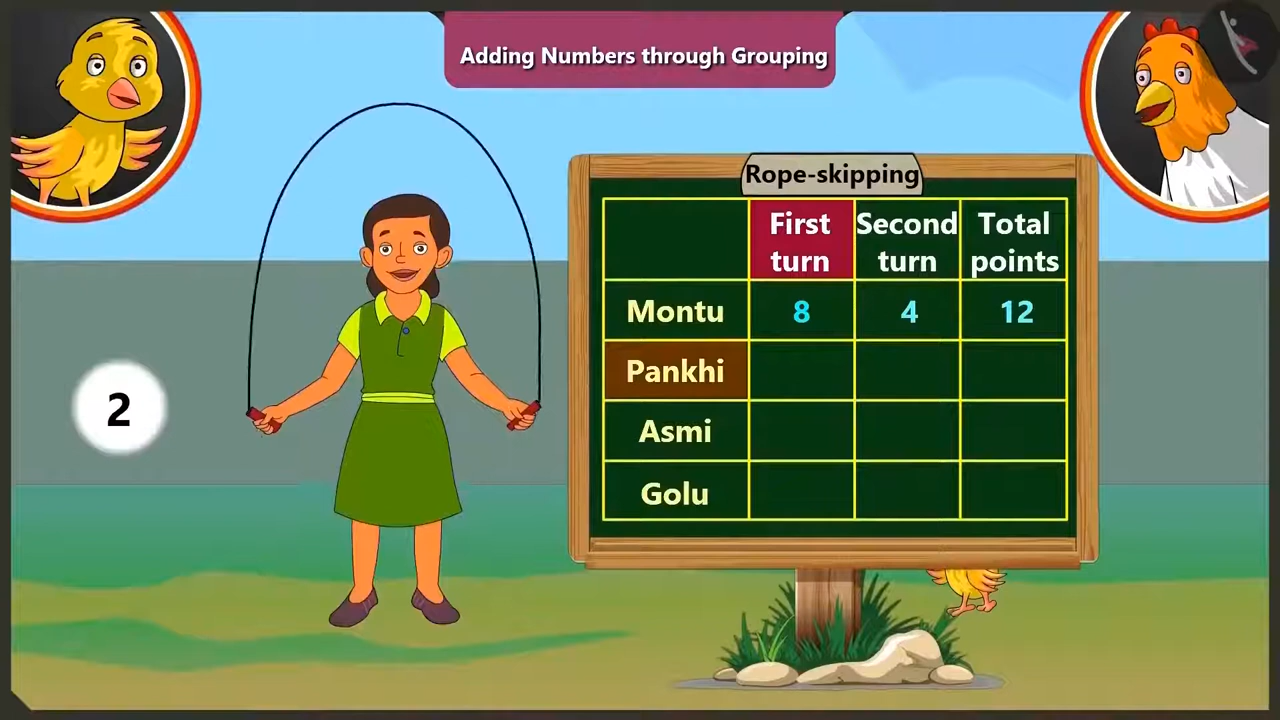 Adding Numbers through Grouping
Rope-skipping
First turn Second turn Total points
Montu 8 4 12
Pankhi
Asmi
Golu
2